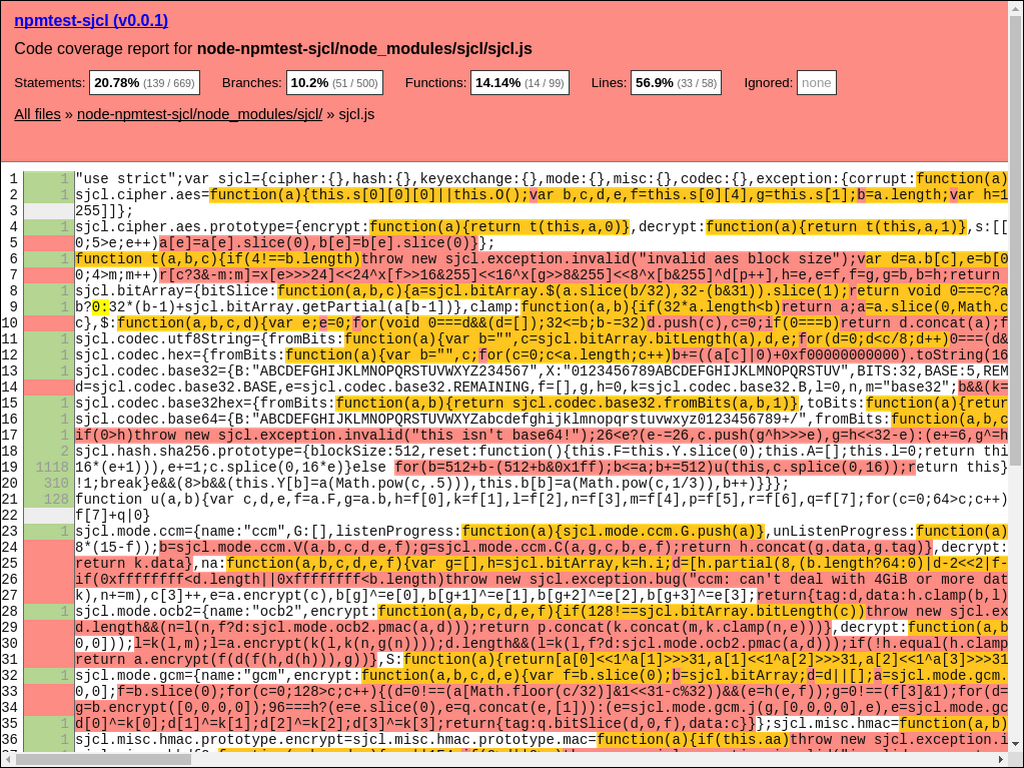 npmtest-sjcl (v0.0.1)
Code coverage report for node-npmtest-sjcl/node_modules/sjcl/sjcl.js
Statements: 20.78% (139 / 669) Branches: 10.2% (51 / 500) Functions: 14.14% (14 / 99) Lines: 56.9% (33 / 58) Ignored: none
All files » node-npmtest-sjcl/node_modules/sjcl/ » sjcl.js
1 1 "use strict";var sjcl={cipher:{},hash:{},keyexchange:{},mode:{},misc:{},codec:{},exception:{corrupt:function(a)
2 1 sjcl.cipher.aes=function(a){this.s[0][0][0]||this.O();var b,c,d,e,f=this.s[0][4],g=this.s[1];b=a.length;var h=1
3 255]]};
4 1 sjcl.cipher.aes.prototype={encrypt:function(a){return t(this,a,0)},decrypt:function(a){return t(this,a,1)},s:[[
5 0;5>e;e++)a[e]=a[e].slice(0),b[e]=b[e].slice(0)}};
6 1 function t(a,b,c){if(4!==b.length)throw new sjcl.exception.invalid("invalid aes block size");var d=a.b[c],e=b[0
7 0;4>m;m++)r[c?3&-m:m]=x[e>>>24]<<24^x[f>>16&255]<<16^x[g>>8&255]<<8^x[b&255]^d[p++],h=e,e=f,f=g,g=b,b=h;return
8 1 sjcl.bitArray={bitSlice:function(a,b,c){a=sjcl.bitArray.$(a.slice(b/32),32-(b&31)).slice(1);return void 0===c?a
9 1 b?0:32*(b-1)+sjcl.bitArray.getPartial(a[b-1])},clamp:function(a,b){if(32*a.length<b)return a;a=a.slice(0,Math.c
10 c},$:function(a,b,c,d){var e;e=0;for(void 0===d&&(d=[]);32<=b;b-=32)d.push(c),c=0;if(0===b)return d.concat(a);f
11 1 sjcl.codec.utf8String={fromBits:function(a){var b="",c=sjcl.bitArray.bitLength(a),d,e;for(d=0;d<c/8;d++)0===(d&
12 1 sjcl.codec.hex={fromBits:function(a){var b="",c;for(c=0;c<a.length;c++)b+=((a[c]|0)+0xf00000000000).toString(16
13 1 sjcl.codec.base32={B:"ABCDEFGHIJKLMNOPQRSTUVWXYZ234567",X:"0123456789ABCDEFGHIJKLMNOPQRSTUV",BITS:32,BASE:5,REM
14 d=sjcl.codec.base32.BASE,e=sjcl.codec.base32.REMAINING,f=[],g=0,h=0,k=sjcl.codec.base32.B,l=0,n,m="base32";b&&(k=
15 1 sjcl.codec.base32hex={fromBits:function(a,b){return sjcl.codec.base32.fromBits(a,b,1)},toBits:function(a){retur
16 1 sjcl.codec.base64={B:"ABCDEFGHIJKLMNOPQRSTUVWXYZabcdefghijklmnopqrstuvwxyz0123456789+/",fromBits:function(a,b,c
17 1 if(0>h)throw new sjcl.exception.invalid("this isn't base64!");26<e?(e-=26,c.push(g^h>>>e),g=h<<32-e):(e+=6,g^=h
18 2 sjcl.hash.sha256.prototype={blockSize:512,reset:function(){this.F=this.Y.slice(0);this.A=[];this.l=0;return thi
19 1118 16*(e+1))),e+=1;c.splice(0,16*e)}else for(b=512+b-(512+b&0x1ff);b<=a;b+=512)u(this,c.splice(0,16));return this}
20 310 !1;break}e&&(8>b&&(this.Y[b]=a(Math.pow(c,.5))),this.b[b]=a(Math.pow(c,1/3)),b++)}}};
21 128 function u(a,b){var c,d,e,f=a.F,g=a.b,h=f[0],k=f[1],l=f[2],n=f[3],m=f[4],p=f[5],r=f[6],q=f[7];for(c=0;64>c;c++)
22 f[7]+q|0}
23 1 sjcl.mode.ccm={name:"ccm",G:[],listenProgress:function(a){sjcl.mode.ccm.G.push(a)},unListenProgress:function(a)
24 8*(15-f));b=sjcl.mode.ccm.V(a,b,c,d,e,f);g=sjcl.mode.ccm.C(a,g,c,b,e,f);return h.concat(g.data,g.tag)},decrypt:
25 return k.data},na:function(a,b,c,d,e,f){var g=[],h=sjcl.bitArray,k=h.i;d=[h.partial(8,(b.length?64:0)|d-2<<2|f-
26 if(0xffffffff<d.length||0xffffffff<b.length)throw new sjcl.exception.bug("ccm: can't deal with 4GiB or more dat
27 k),n+=m),c[3]++,e=a.encrypt(c),b[g]^=e[0],b[g+1]^=e[1],b[g+2]^=e[2],b[g+3]^=e[3];return{tag:d,data:h.clamp(b,l)
28 1 sjcl.mode.ocb2={name:"ocb2",encrypt:function(a,b,c,d,e,f){if(128!==sjcl.bitArray.bitLength(c))throw new sjcl.ex
29 d.length&&(n=l(n,f?d:sjcl.mode.ocb2.pmac(a,d)));return p.concat(k.concat(m,k.clamp(n,e)))},decrypt:function(a,b
30 0,0]));l=k(l,m);l=a.encrypt(k(l,k(n,g(n))));d.length&&(l=k(l,f?d:sjcl.mode.ocb2.pmac(a,d)));if(!h.equal(h.clamp
31 return a.encrypt(f(d(f(h,d(h))),g))},S:function(a){return[a[0]<<1^a[1]>>>31,a[1]<<1^a[2]>>>31,a[2]<<1^a[3]>>>31
32 1 sjcl.mode.gcm={name:"gcm",encrypt:function(a,b,c,d,e){var f=b.slice(0);b=sjcl.bitArray;d=d||[];a=sjcl.mode.gcm.
33 0,0];f=b.slice(0);for(c=0;128>c;c++){(d=0!==(a[Math.floor(c/32)]&1<<31-c%32))&&(e=h(e,f));g=0!==(f[3]&1);for(d=
34 g=b.encrypt([0,0,0,0]);96===h?(e=e.slice(0),e=q.concat(e,[1])):(e=sjcl.mode.gcm.j(g,[0,0,0,0],e),e=sjcl.mode.gc
35 1 d[0]^=k[0];d[1]^=k[1];d[2]^=k[2];d[3]^=k[3];return{tag:q.bitSlice(d,0,f),data:c}}};sjcl.misc.hmac=function(a,b)
36 1 sjcl.misc.hmac.prototype.encrypt=sjcl.misc.hmac.prototype.mac=function(a){if(this.aa)throw new sjcl.exception.i